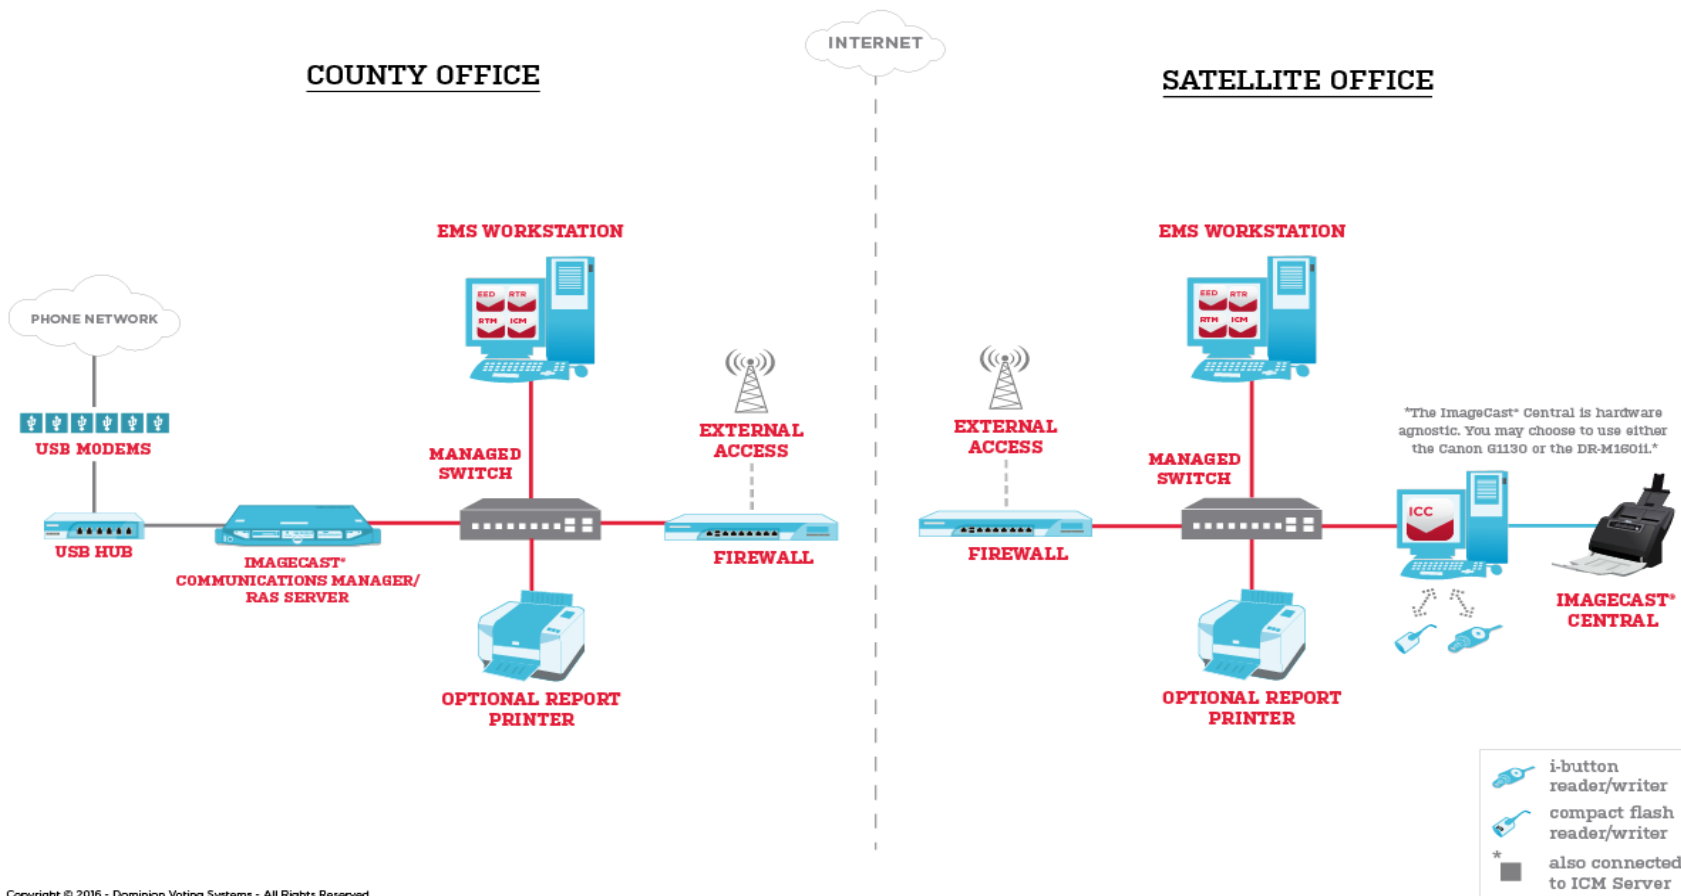 INTERNET
COUNTY OFFICE
SATELLITE OFFICE
EMS WORKSTATION
EED RTR
RTM ICM
PHONE NETWORK
USB MODEMS
USB HUB
IMAGECAST®
COMMUNICATIONS MANAGER/
RAS SERVER
MANAGED
SWITCH
EXTERNAL
ACCESS
FIREWALL
OPTIONAL REPORT
PRINTER
EMS WORKSTATION
EED RTR
RTM ICM
EXTERNAL
ACCESS
FIREWALL
MANAGED
SWITCH
*The ImageCast® Central is hardware
agnostic. You may choose to use either
the Canon G1130 or the DR-M160ii.*
ICC
IMAGECAST®
CENTRAL
OPTIONAL REPORT
PRINTER
i-button
reader/writer
compact flash
reader/writer
*
also connected
to ICM Server
Copyright © 2016 - Dominion Voting Systems - All Rights Reserved